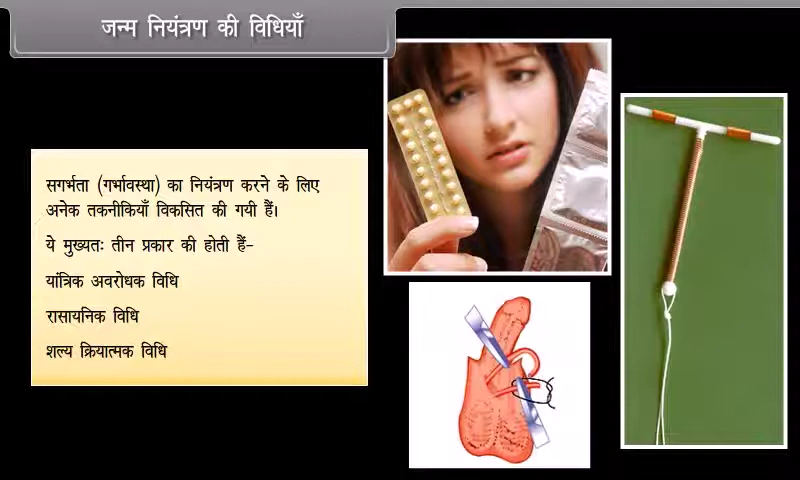 जन्म नियंत्रण की विधियाँ
सगर्भता (गर्भावस्था) का नियंत्रण करने के लिए
अनेक तकनीकियाँ विकसित की गयी हैं।
ये मुख्यतः तीन प्रकार की होती हैं-
यांत्रिक अवरोधक विधि
रासायनिक विधि
शल्य क्रियात्मक विधि